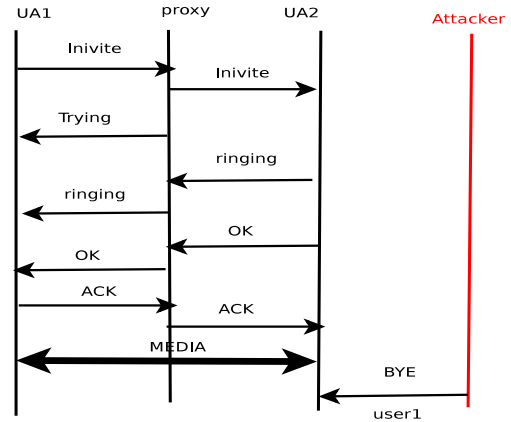 UA1
proxy
UA2
Attacker
Inivite
Inivite
Trying
ringing
ringing
OK
OK
ACK
ACK
MEDIA
BYE
user1